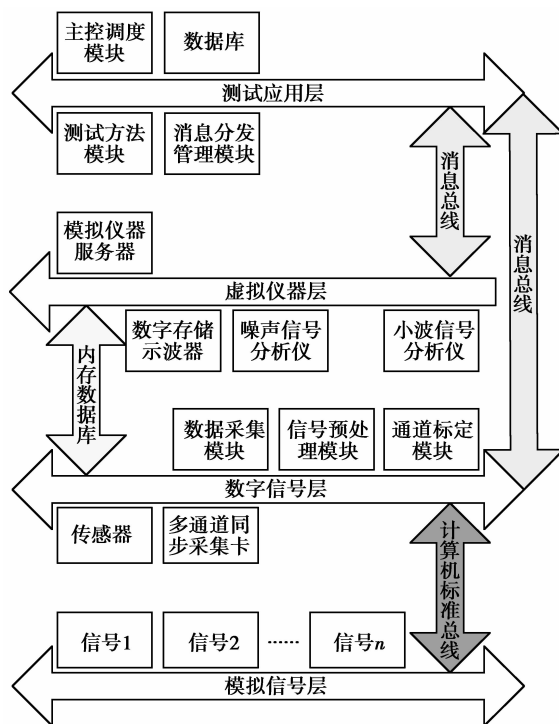 主控调度
模块
数据库
测试应用层
测试方法
模块
消息分发
管理模块
消息总线
消息总线
模拟仪器
服务器
虚拟仪器层
数字存储
示波器
噪声信号
分析仪
小波信号
分析仪
内存数据库
数据采集
模块
信号预处
理模块
通道标定
模块
数字信号层
传感器
多通道同
步采集卡
计算机标准总线
信号1
信号2
……
信号n
模拟信号层